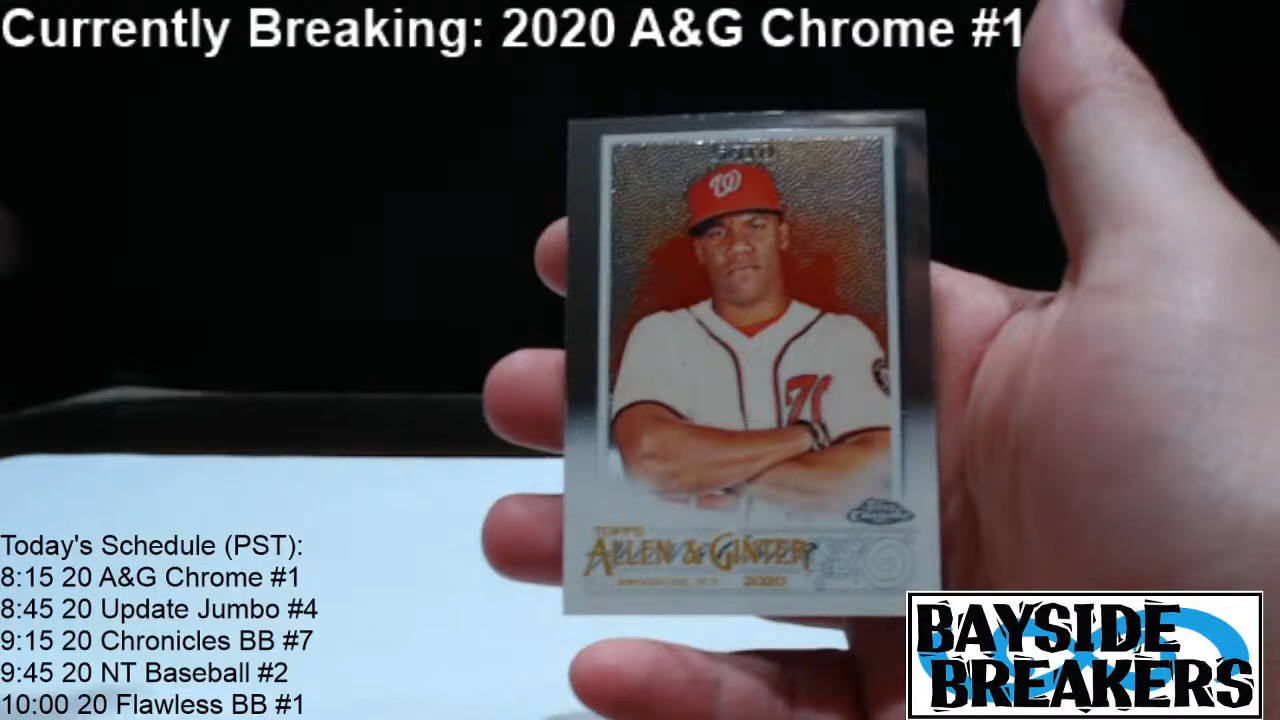 Currently Breaking: 2020 A&G Chrome #1
SOTO
W
TOPPS
ALLEN & GINTER
BROOKLYN, N.Y. 2020
Today's Schedule (PST):
8:15 20 A&G Chrome #1
8:45 20 Update Jumbo #4
9:15 20 Chronicles BB #7
9:45 20 NT Baseball #2
10:00 20 Flawless BB #1
BAYSIDE
BREAKERS